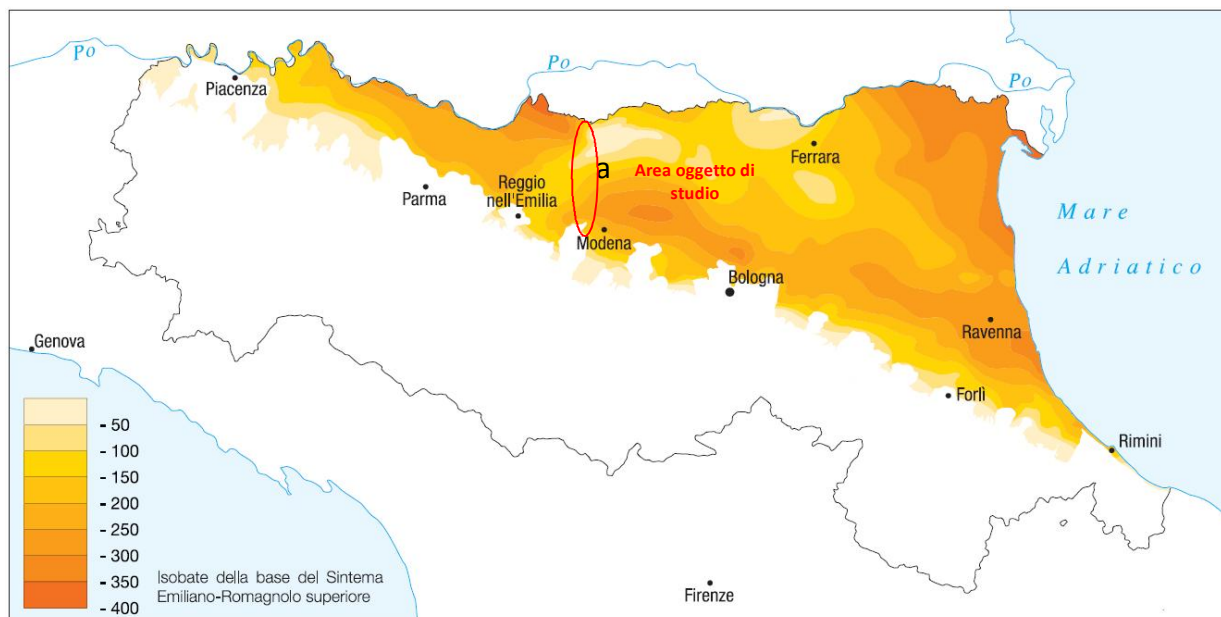 Po
Piacenza
Po
Po
Ferrara
a
Area oggetto di
studio
Parma
Reggio
nell'Emilia
Modena
Mare
Adriatico
Bologna
Genova
Ravenna
Forlì
Rimini
Firenze
- 50
- 100
- 150
- 200
- 250
- 300
- 350
- 400
Isobate della base del Sintema
Emiliano-Romagnolo superiore